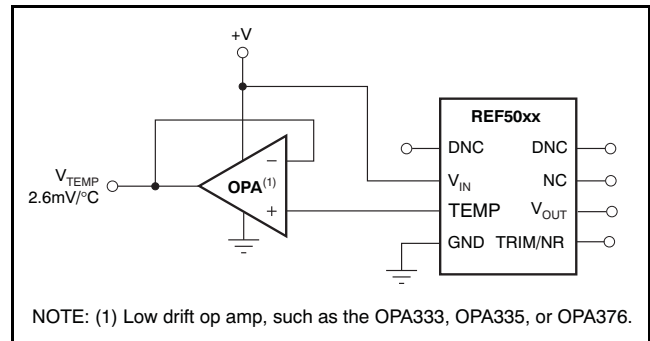 +V
REF50xx
DNC DNC
V_TEMP
2.6mV/°C
−
OPA(1)
+
V_IN NC
TEMP V_OUT
GND TRIM/NR
NOTE: (1) Low drift op amp, such as the OPA333, OPA335, or OPA376.